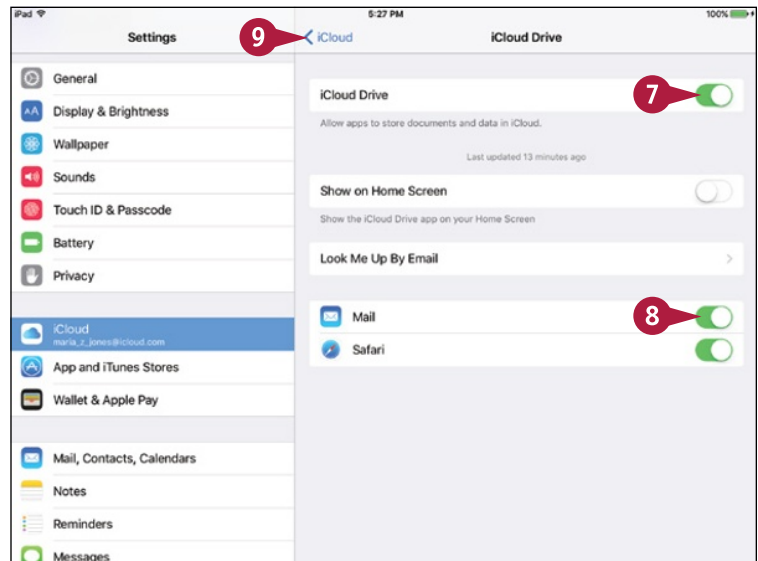 iPad 5:27 PM 100%
Settings
9
iCloud
iCloud Drive
General
Display & Brightness
Wallpaper
Sounds
Touch ID & Passcode
Battery
Privacy
iCloud
maria_z_jones@icloud.com
App and iTunes Stores
Wallet & Apple Pay
Mail, Contacts, Calendars
Notes
Reminders
Messages
iCloud Drive
7
Allow apps to store documents and data in iCloud.
Last updated 13 minutes ago
Show on Home Screen
Show the iCloud Drive app on your Home Screen
Look Me Up By Email
Mail
8
Safari